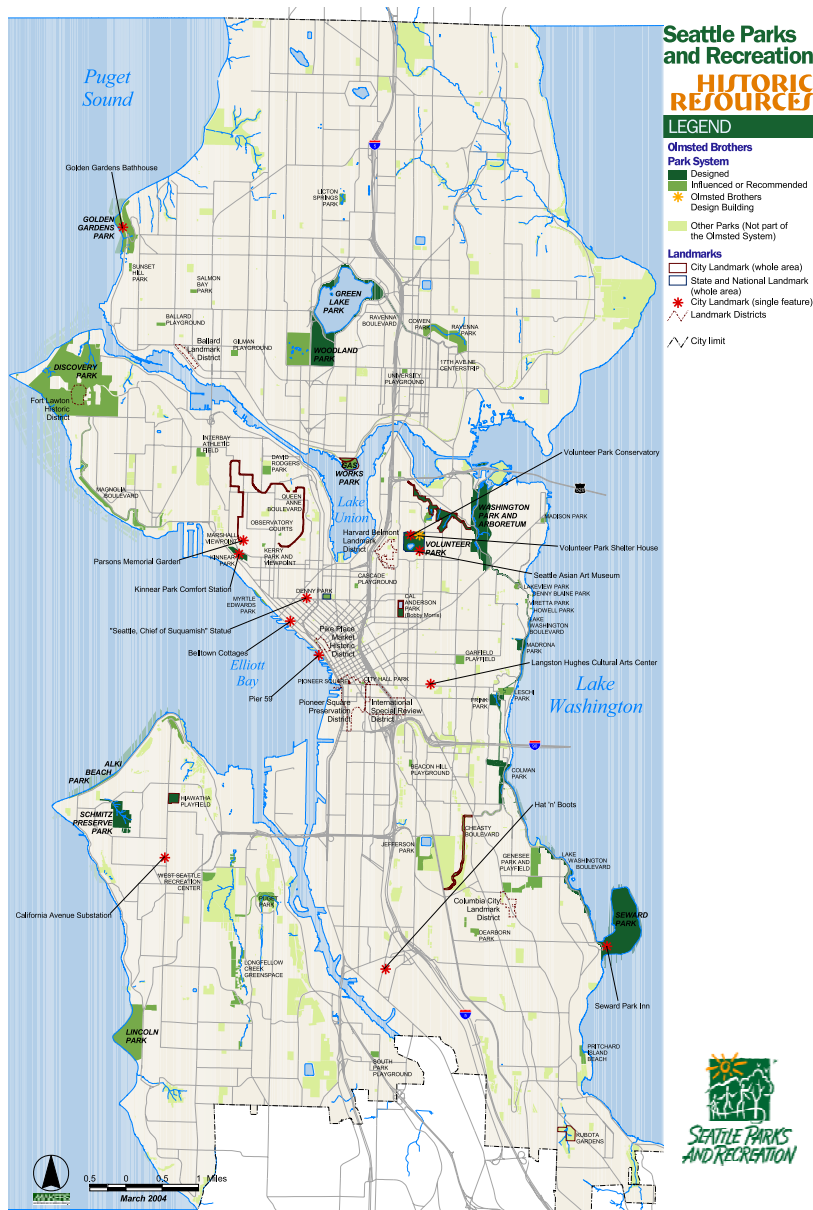 Seattle Parks
and Recreation
HISTORIC
RESOURCES
LEGEND
Olmsted Brothers
Park System
Designed
Influenced or Recommended
Olmsted Brothers
Design Building
Other Parks (Not part of
the Olmsted System)
Landmarks
City Landmark (whole area)
State and National Landmark
(whole area)
City Landmark (single feature)
Landmark Districts
City limit
Puget
Sound
5
Golden Gardens Bathhouse
LICTON
SPRINGS
PARK
GOLDEN
GARDENS
PARK
SUNSET
HILL
PARK
SALMON
BAY
PARK
GREEN
LAKE
PARK
BALLARD
PLAYGROUND
RAVENNA
BOULEVARD
COWEN
PARK
RAVENNA
PARK
Ballard
Landmark
District
GILMAN
PLAYGROUND
WOODLAND
PARK
17TH AVE NE
CENTERSTRIP
DISCOVERY
PARK
UNIVERSITY
PLAYGROUND
Fort Lawton
Historic
District
INTERBAY
ATHLETIC
FIELD
DAVID
RODGERS
PARK
GAS
WORKS
PARK
Volunteer Park Conservatory
MAGNOLIA
BOULEVARD
QUEEN
ANNE
BOULEVARD
Lake
Union
WASHINGTON
PARK AND
ARBORETUM
MADISON PARK
OBSERVATORY
COURTS
MARSHALL
VIEWPOINT
Harvard Belmont
Landmark
District
VOLUNTEER
PARK
Volunteer Park Shelter House
Parsons Memorial Garden
KINNEAR
PARK
KERRY
PARK AND
VIEWPOINT
Seattle Asian Art Museum
Kinnear Park Comfort Station
CASCADE
PLAYGROUND
LAKEVIEW PARK
DENNY BLAINE PARK
VIRETTA PARK
HOWELL PARK
MYRTLE
EDWARDS
PARK
DENNY PARK
CAL
ANDERSON
PARK
(Bobby Morris)
LAKE
WASHINGTON
BOULEVARD
"Seattle, Chief of Suquamish" Statue
Pike Place
Market
Historic
District
MADRONA
PARK
Belltown Cottages
Elliott
Bay
GARFIELD
PLAYFIELD
Langston Hughes Cultural Arts Center
Pier 59
PIONEER SQUARE
CITY HALL PARK
Lake
Washington
FRINK
PARK
LESCHI
PARK
Pioneer Square
Preservation
District
International
Special Review
District
90
ALKI
BEACH
PARK
BEACON HILL
PLAYGROUND
COLMAN
PARK
HIAWATHA
PLAYFIELD
SCHMITZ
PRESERVE
PARK
Hat 'n' Boots
CHEASTY
BOULEVARD
JEFFERSON
PARK
GENESEE
PARK AND
PLAYFIELD
LAKE
WASHINGTON
BOULEVARD
WEST SEATTLE
RECREATION
CENTER
PUGET
PARK
Columbia City
Landmark
District
SEWARD
PARK
California Avenue Substation
DEARBORN
PARK
LONGFELLOW
CREEK
GREENSPACE
Seward Park Inn
5
LINCOLN
PARK
PRITCHARD
ISLAND
BEACH
SOUTH
PARK
PLAYGROUND
KUBOTA
GARDENS
SEATTLE PARKS
AND RECREATION
0.5 0 0.5 1 Miles
March 2004